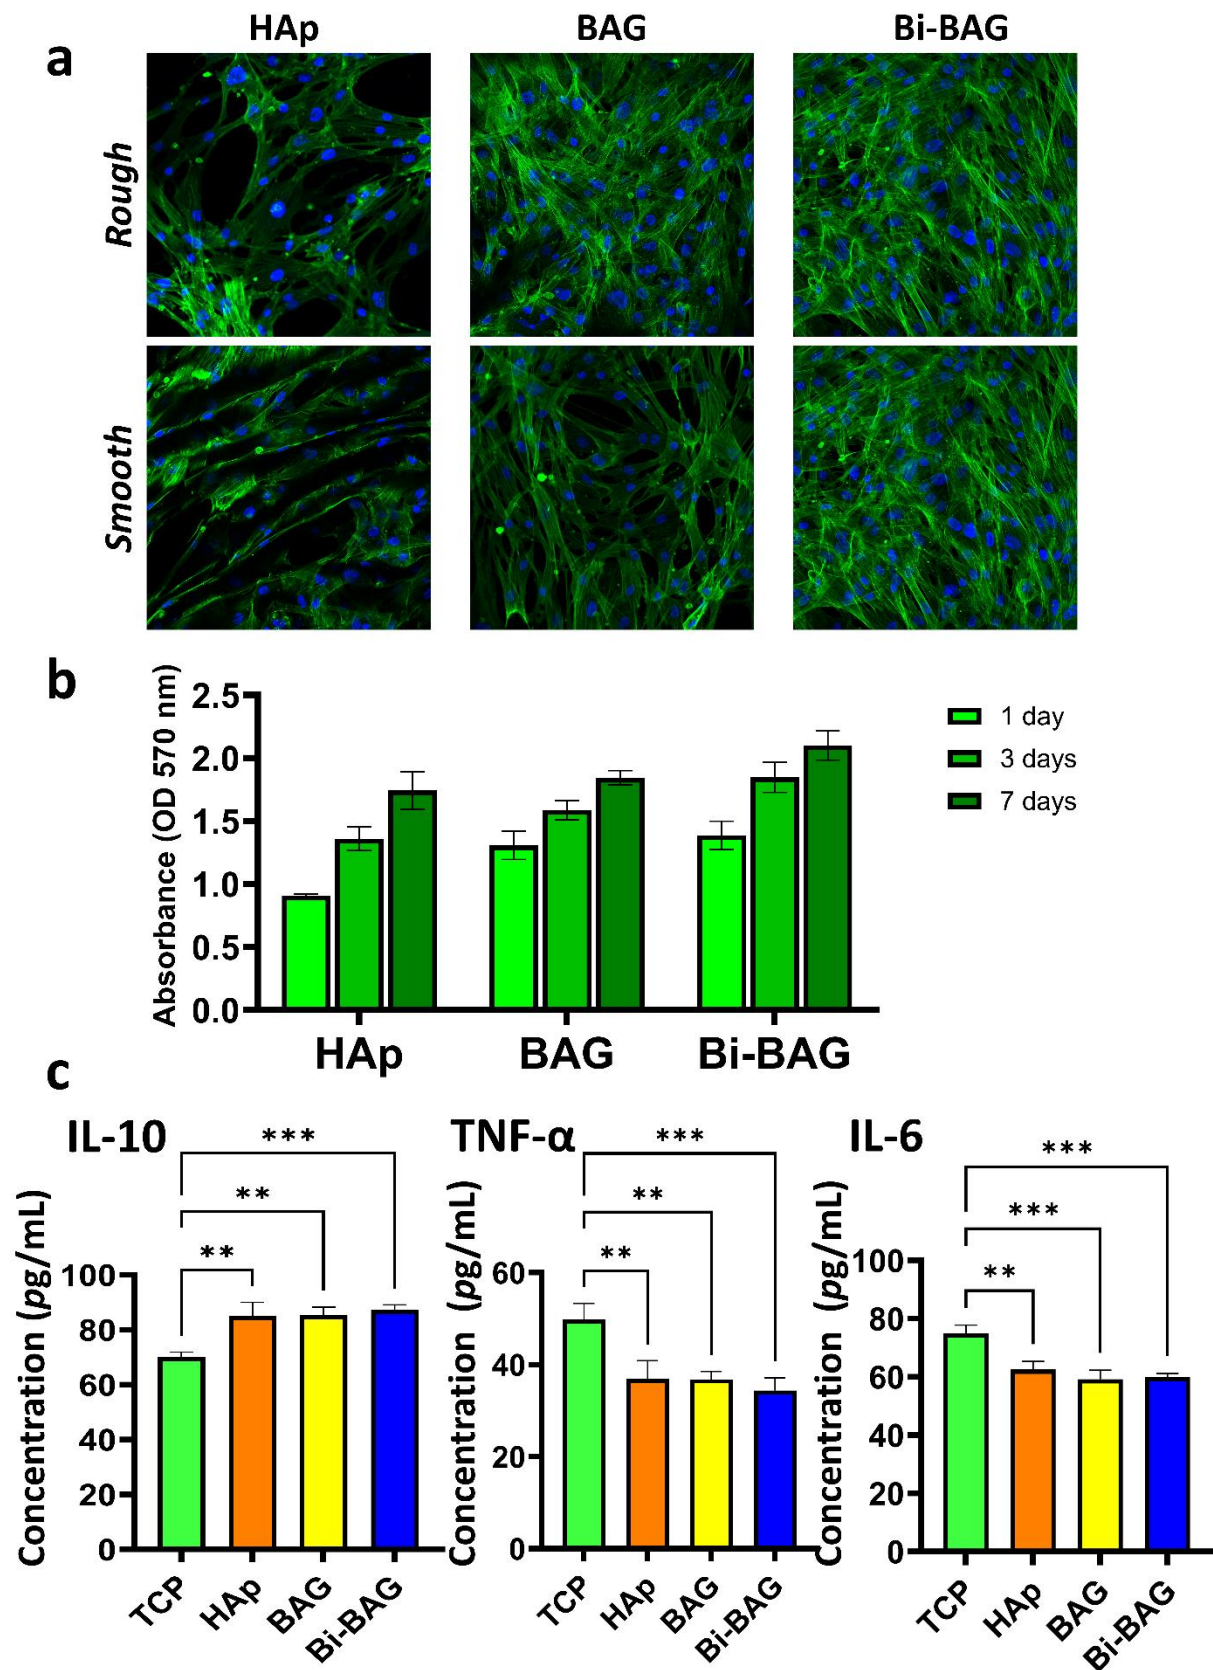 HAp BAG Bi-BAG
a
Rough
Smooth
b
Absorbance (OD 570 nm)
2.5
2.0
1.5
1.0
0.5
0.0
HAp BAG Bi-BAG
1 day
3 days
7 days
c
IL-10
***
**
**
Concentration (pg/mL)
100
80
60
40
20
0
TCP HAp BAG Bi-BAG
TNF-α
***
**
**
Concentration (pg/mL)
60
40
20
0
TCP HAp BAG Bi-BAG
IL-6
***
***
**
Concentration (pg/mL)
100
80
60
40
20
0
TCP HAp BAG Bi-BAG